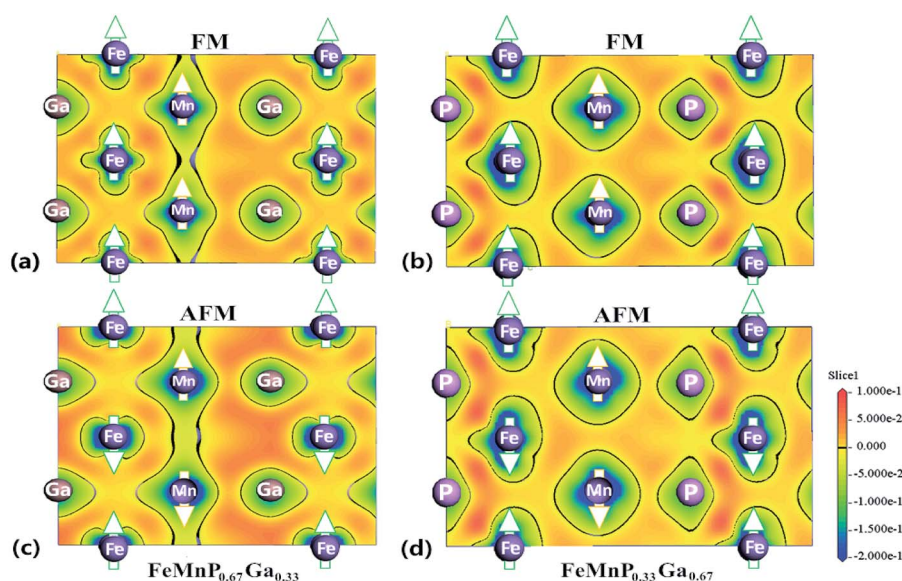 FM
FM
Fe Fe Fe Fe
Ga Mn Ga P Mn P
Fe Fe Fe Fe
Ga Mn Ga P Mn P
(a) Fe Fe (b) Fe Fe
AFM
AFM
Fe Fe Fe Fe
Ga Mn Ga P Mn P
Slice1
1.000e-1
5.000e-2
0.000
-5.000e-2
-1.000e-1
-1.500e-1
-2.000e-1
Fe Fe Fe Fe
Ga Mn Ga P Mn P
(c) Fe Fe (d) Fe Fe
FeMnP0.67Ga0.33
FeMnP0.33Ga0.67